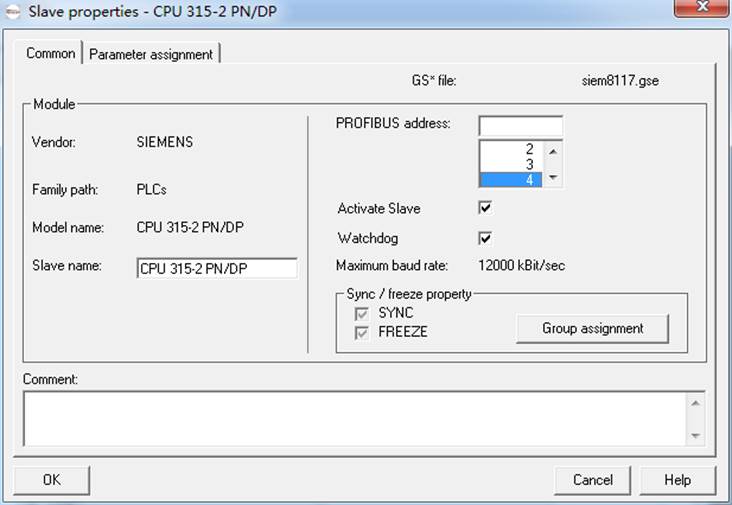 Slave properties - CPU 315-2 PN/DP
Common
Parameter assignment
GS* file: siem8117.gse
Module
Vendor: SIEMENS
Family path: PLCs
Model name: CPU 315-2 PN/DP
Slave name: CPU 315-2 PN/DP
PROFIBUS address:
2
3
4
Activate Slave
Watchdog
Maximum baud rate: 12000 kBit/sec
Sync / freeze property
SYNC
FREEZE
Group assignment
Comment:
OK
Cancel
Help